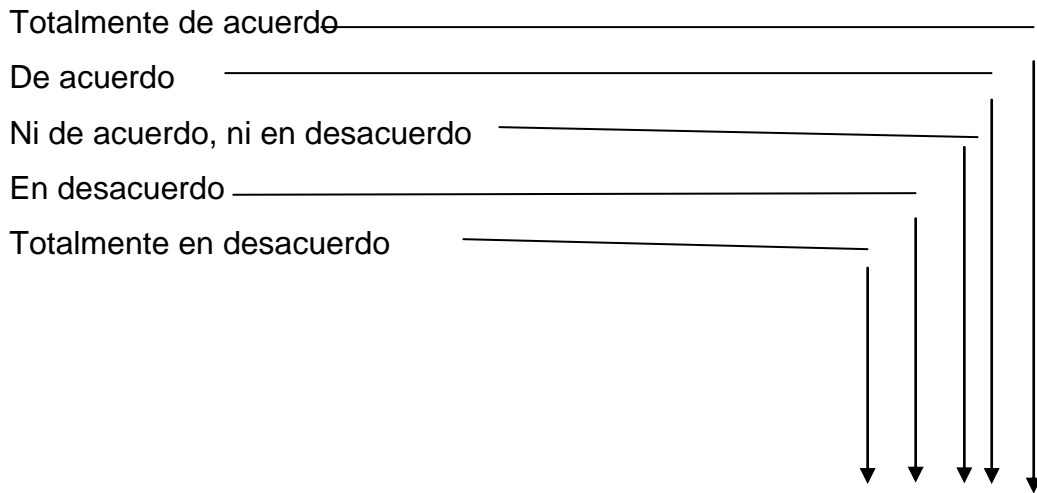 Totalmente de acuerdo
De acuerdo
Ni de acuerdo, ni en desacuerdo
En desacuerdo
Totalmente en desacuerdo